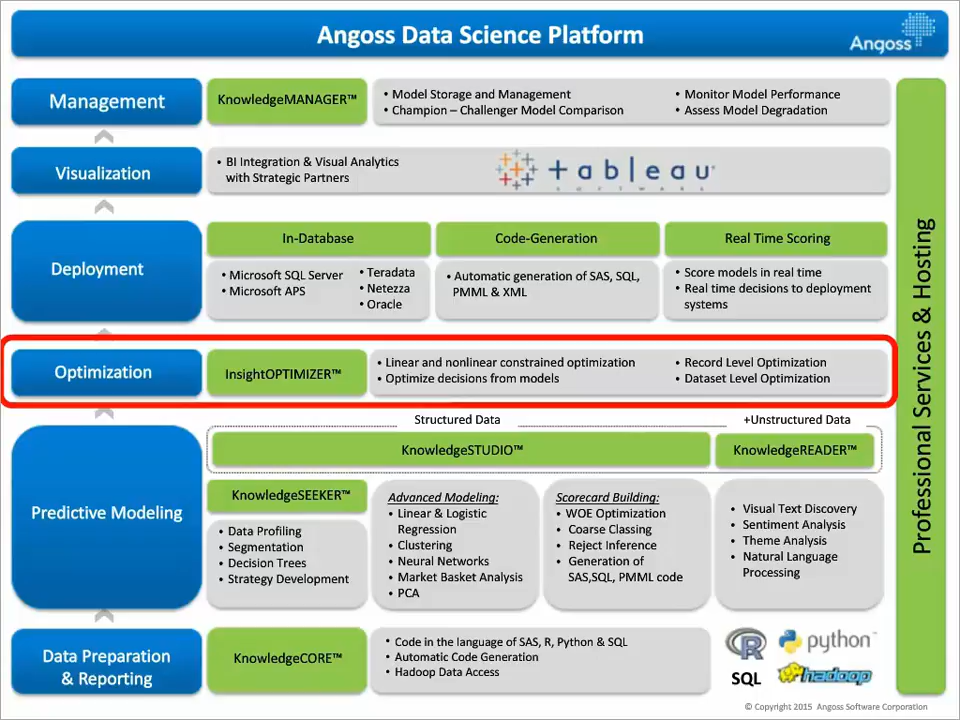 Angoss Data Science Platform
Angoss
Management
KnowledgeMANAGER™
• Model Storage and Management
• Champion – Challenger Model Comparison
• Monitor Model Performance
• Assess Model Degradation
Visualization
• BI Integration & Visual Analytics
with Strategic Partners
+ a b l e a u
S O F T W A R E
Deployment
In-Database
• Microsoft SQL Server
• Microsoft APS
• Teradata
• Netezza
• Oracle
Code-Generation
• Automatic generation of SAS, SQL,
PMML & XML
Real Time Scoring
• Score models in real time
• Real time decisions to deployment
systems
Optimization
InsightOPTIMIZER™
• Linear and nonlinear constrained optimization
• Optimize decisions from models
• Record Level Optimization
• Dataset Level Optimization
Predictive Modeling
Structured Data
+Unstructured Data
KnowledgeSTUDIO™
KnowledgeREADER™
KnowledgeSEEKER™
• Data Profiling
• Segmentation
• Decision Trees
• Strategy Development
Advanced Modeling:
• Linear & Logistic
Regression
• Clustering
• Neural Networks
• Market Basket Analysis
• PCA
Scorecard Building:
• WOE Optimization
• Coarse Classing
• Reject Inference
• Generation of
SAS,SQL, PMML code
• Visual Text Discovery
• Sentiment Analysis
• Theme Analysis
• Natural Language
Processing
Data Preparation
& Reporting
KnowledgeCORE™
• Code in the language of SAS, R, Python & SQL
• Automatic Code Generation
• Hadoop Data Access
R
python™
SQL
hadoop
Professional Services & Hosting
© Copyright 2015 Angoss Software Corporation